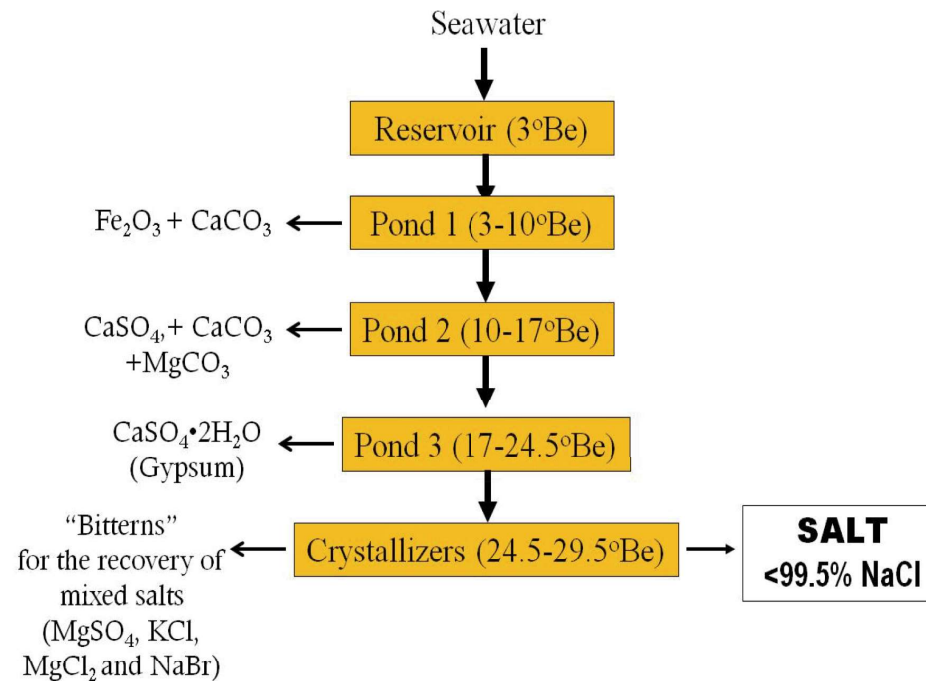 Seawater
Reservoir (3°Be)
Fe₂O₃ + CaCO₃
Pond 1 (3-10°Be)
CaSO₄, + CaCO₃
+MgCO₃
Pond 2 (10-17°Be)
CaSO₄•2H₂O
(Gypsum)
Pond 3 (17-24.5°Be)
"Bitterns"
for the recovery of
mixed salts
(MgSO₄, KCl,
MgCl₂ and NaBr)
Crystallizers (24.5-29.5°Be)
SALT
<99.5% NaCl